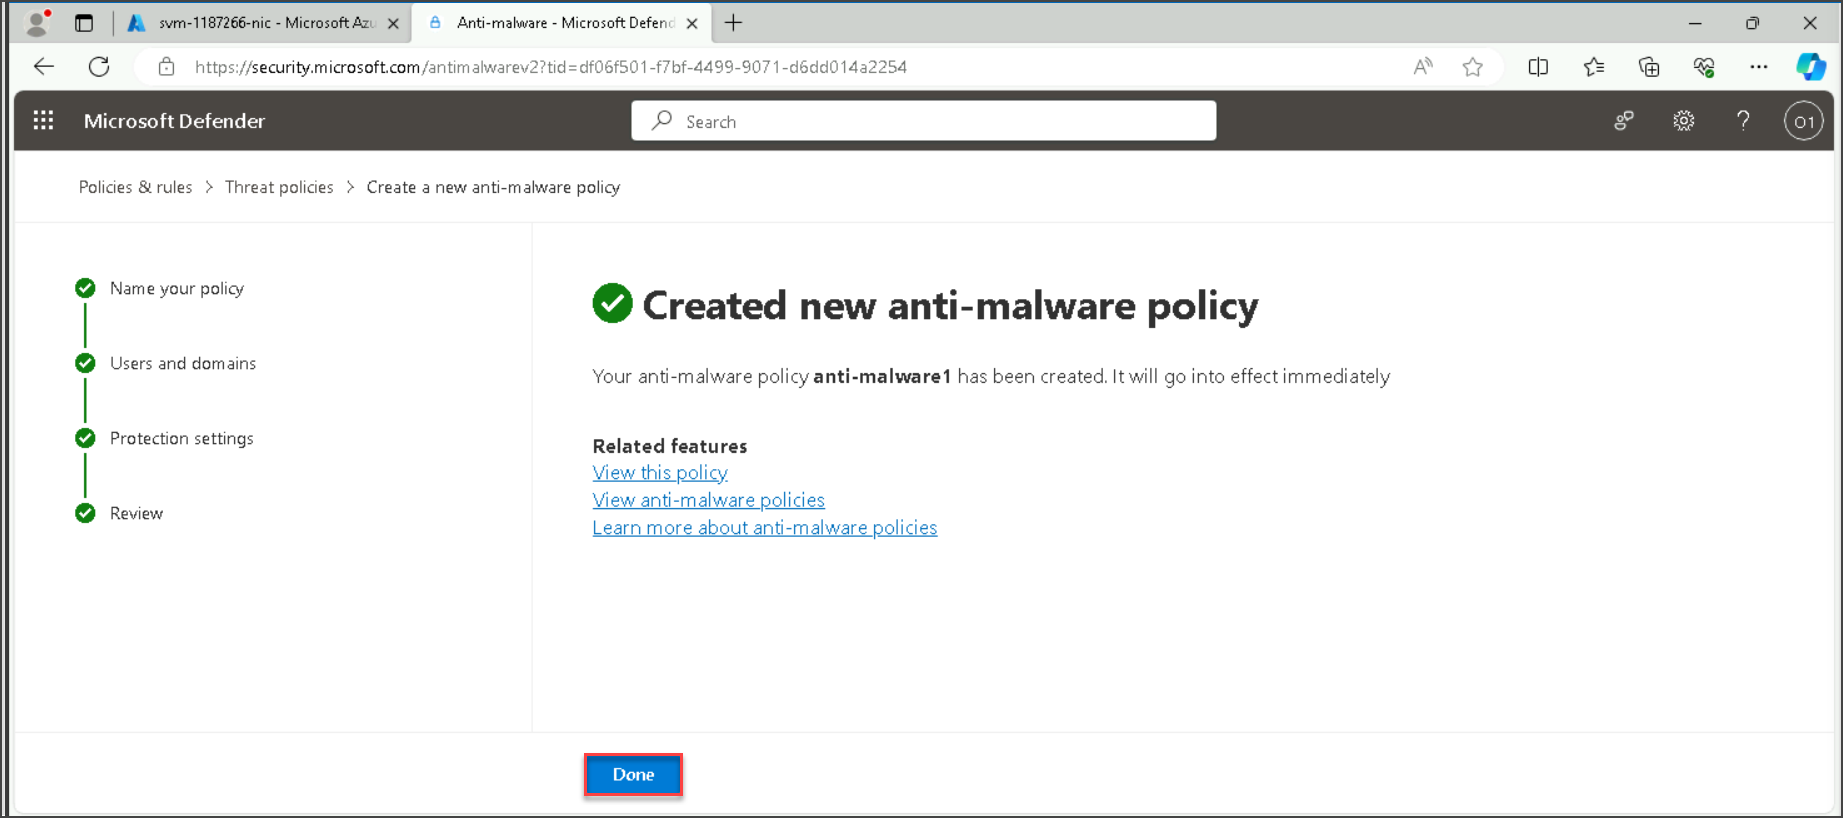 svm-1187266-nic - Microsoft Azu
Anti-malware - Microsoft Defend
https://security.microsoft.com/antimalwarev2?tid=df06f501-f7bf-4499-9071-d6dd014a2254
Microsoft Defender
Search
O1
Policies & rules > Threat policies > Create a new anti-malware policy
Name your policy
Users and domains
Protection settings
Review
Created new anti-malware policy
Your anti-malware policy anti-malware1 has been created. It will go into effect immediately
Related features
View this policy
View anti-malware policies
Learn more about anti-malware policies
Done